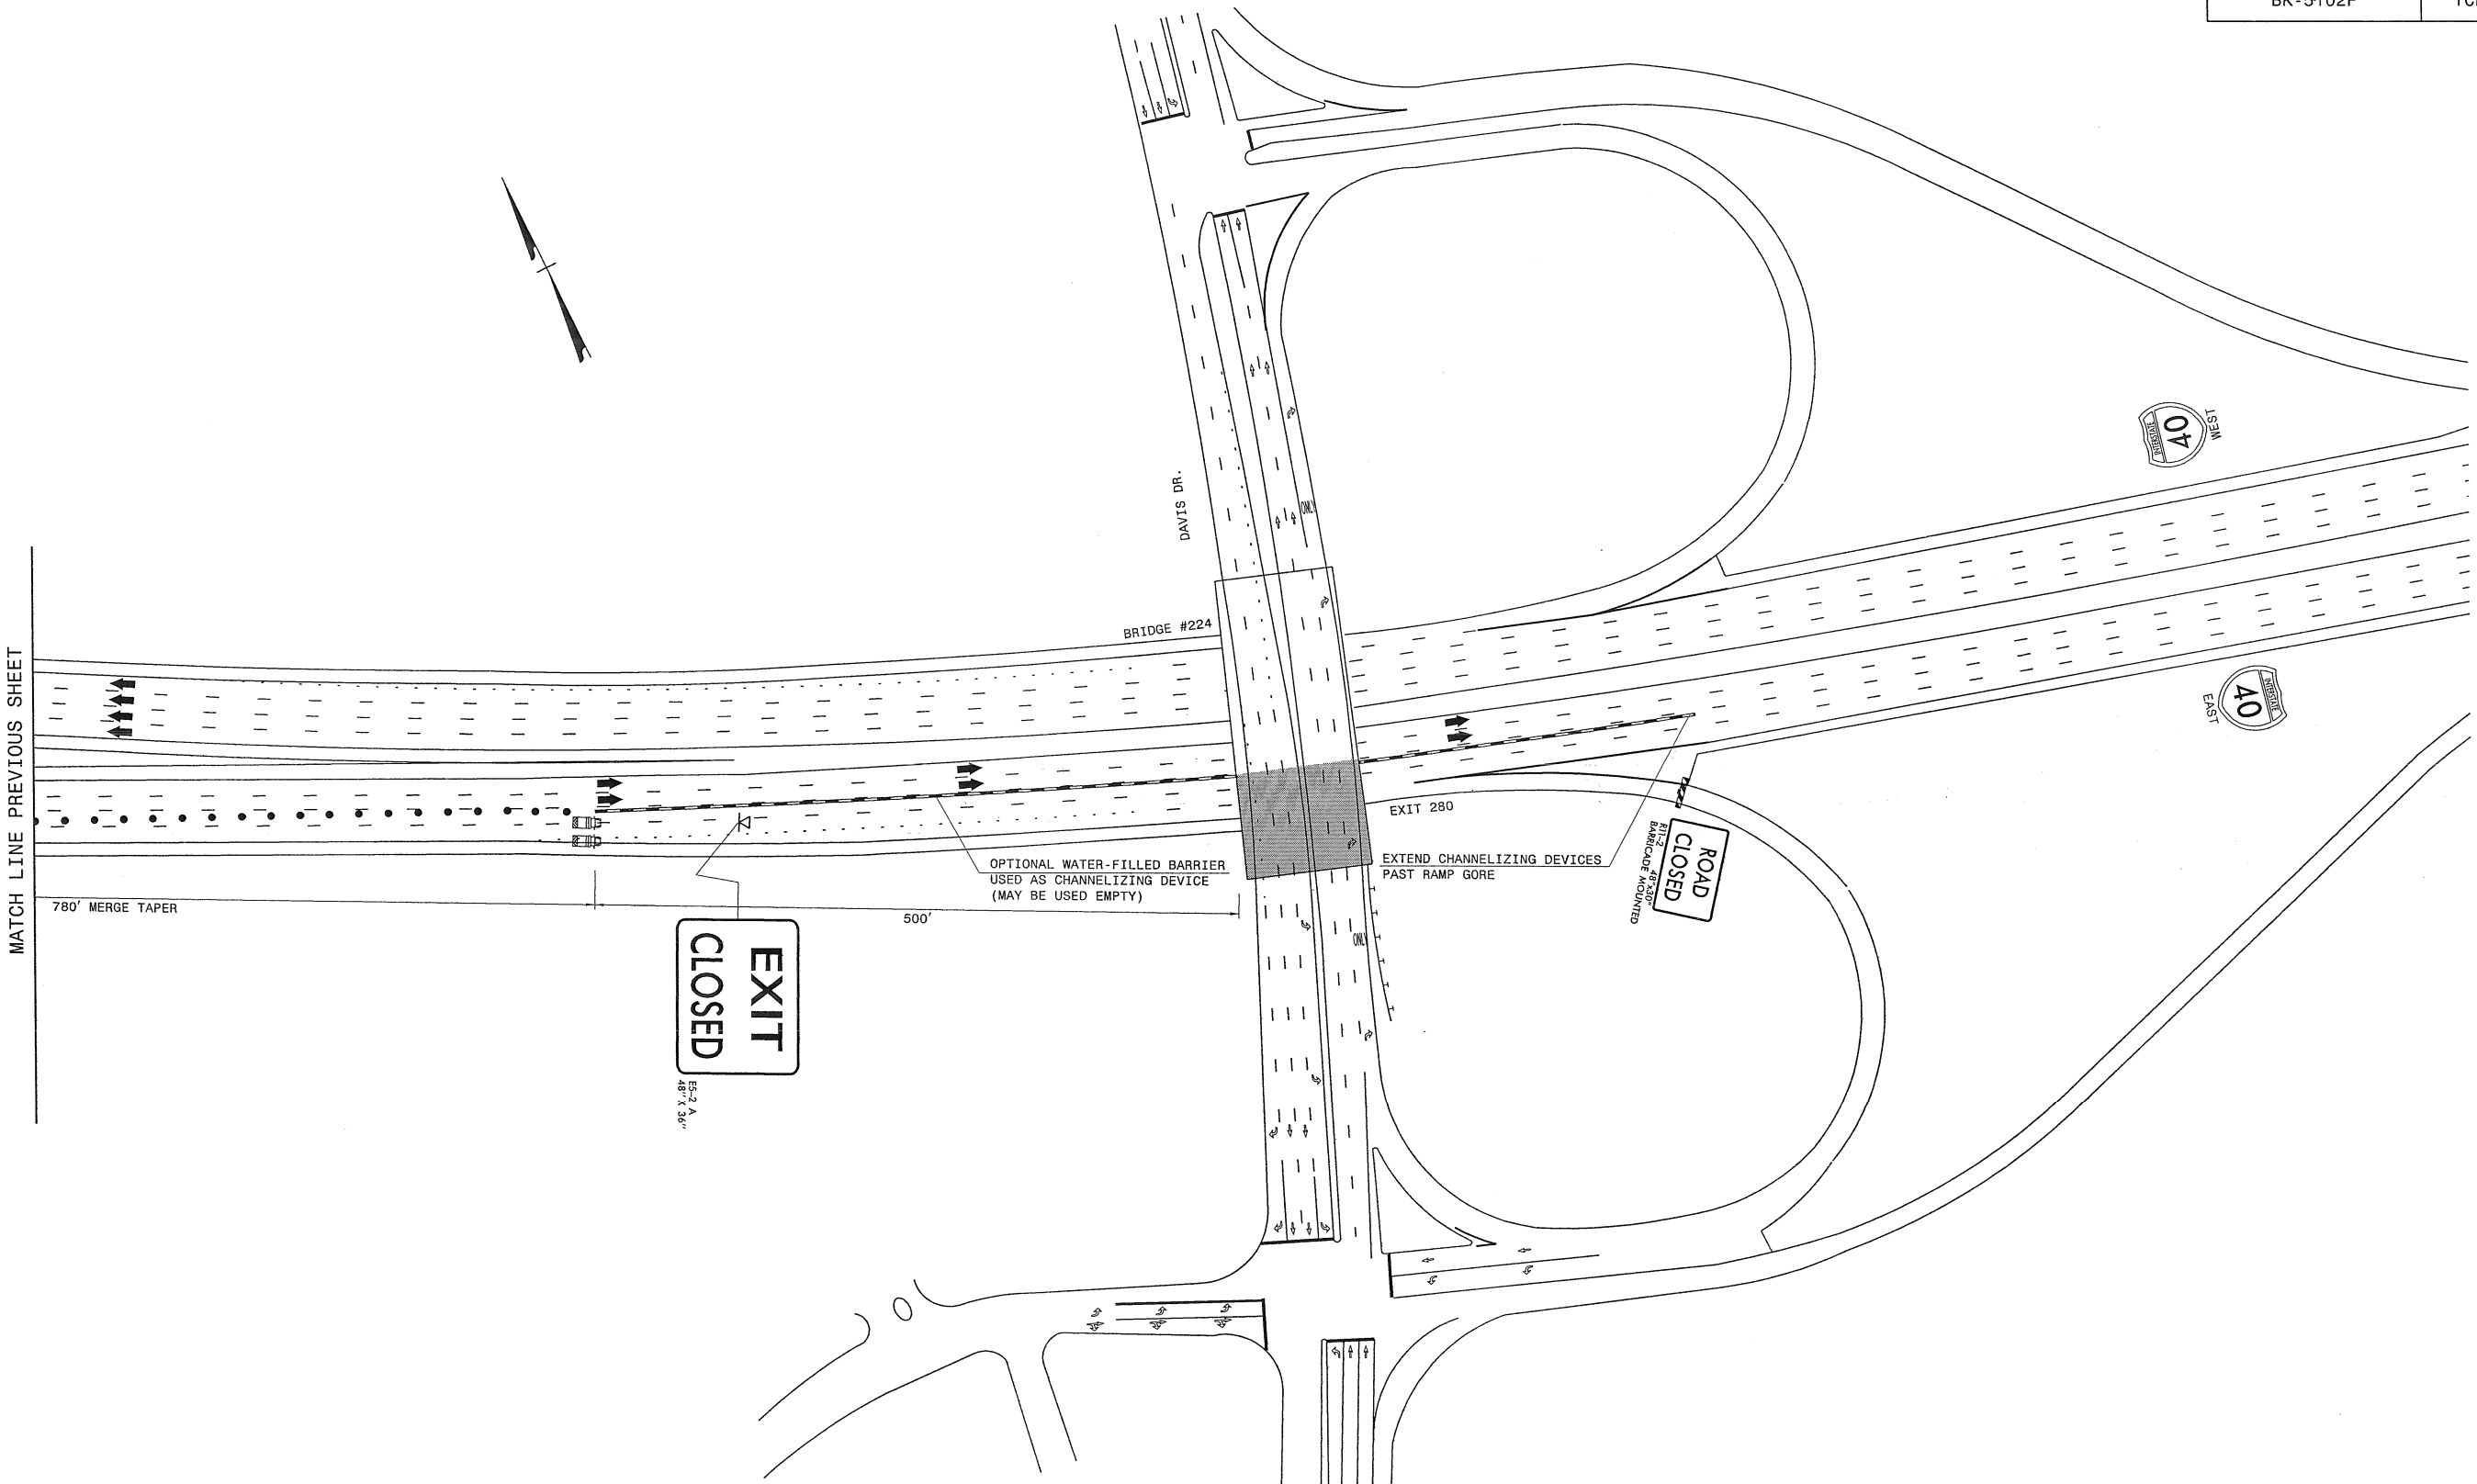 BK-5102F
DAVIS DR.
BRIDGE #224
MATCH LINE PREVIOUS SHEET
WEST
INTERSTATE
40
INTERSTATE
40
EAST
ONLY
EXIT 280
OPTIONAL WATER-FILLED BARRIER
USED AS CHANNELIZING DEVICE
(MAY BE USED EMPTY)
EXTEND CHANNELIZING DEVICES
PAST RAMP GORE
ROAD
CLOSED
R11-2 48"x30"
BARRICADE MOUNTED
780' MERGE TAPER
500'
EXIT
CLOSED
E5-2 A
48" X 36"
ONLY